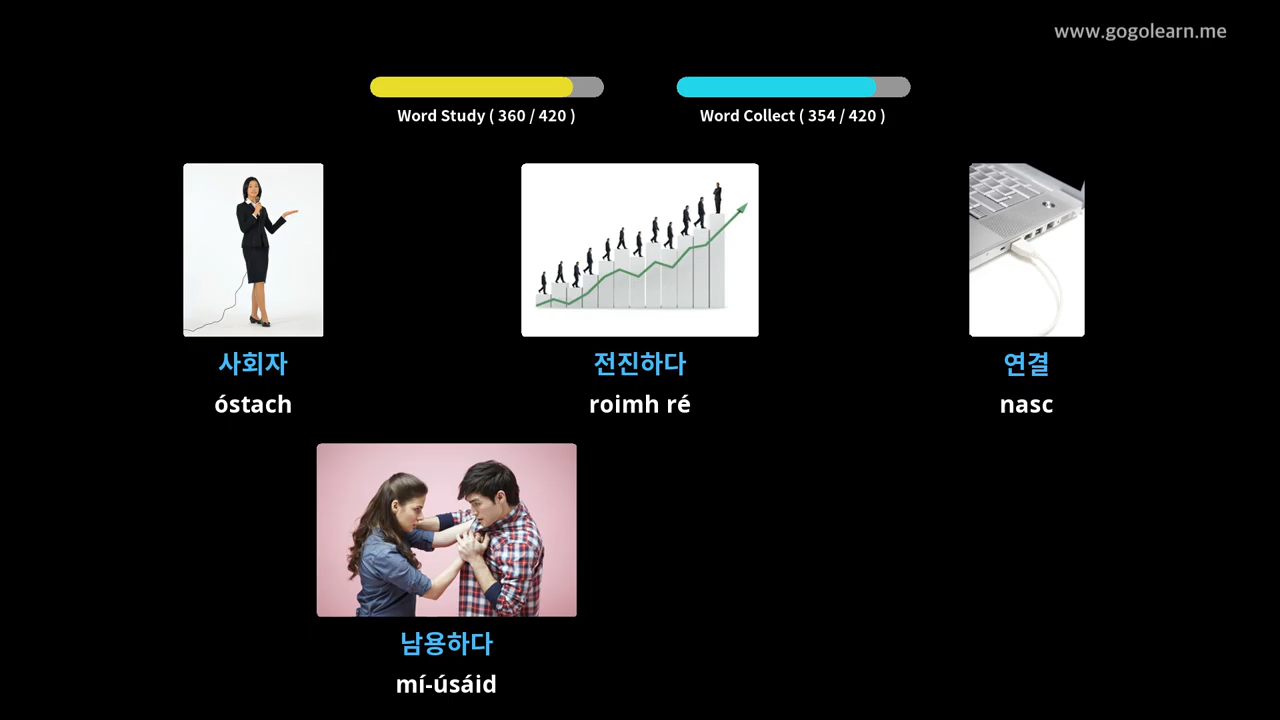 www.gogolearn.me
Word Study ( 360 / 420 )
Word Collect ( 354 / 420 )
사회자
óstach
전진하다
roimh ré
연결
nasc
남용하다
mí-úsáid